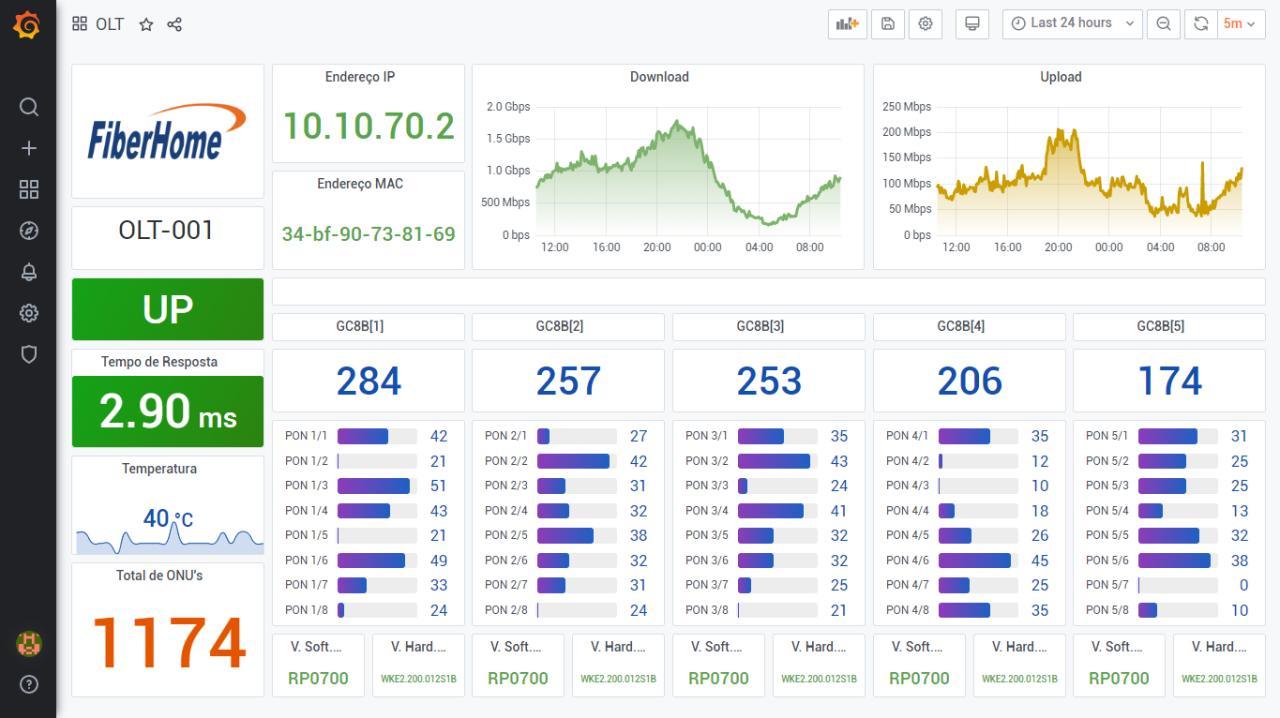 OLT
Last 24 hours
5m
FiberHome
Endereço IP
10.10.70.2
Endereço MAC
34-bf-90-73-81-69
Download
2.0 Gbps
1.5 Gbps
1.0 Gbps
500 Mbps
0 bps
12:00 16:00 20:00 00:00 04:00 08:00
Upload
250 Mbps
200 Mbps
150 Mbps
100 Mbps
50 Mbps
0 bps
12:00 16:00 20:00 00:00 04:00 08:00
OLT-001
UP
Tempo de Resposta
2.90 ms
Temperatura
40 °C
Total de ONU's
1174
GC8B[1]
284
PON 1/1 42
PON 1/2 21
PON 1/3 51
PON 1/4 43
PON 1/5 21
PON 1/6 49
PON 1/7 33
PON 1/8 24
V. Soft....
RP0700
V. Hard....
WKE2.200.012S1B
GC8B[2]
257
PON 2/1 27
PON 2/2 42
PON 2/3 31
PON 2/4 32
PON 2/5 38
PON 2/6 32
PON 2/7 31
PON 2/8 24
V. Soft....
RP0700
V. Hard....
WKE2.200.012S1B
GC8B[3]
253
PON 3/1 35
PON 3/2 43
PON 3/3 24
PON 3/4 41
PON 3/5 32
PON 3/6 32
PON 3/7 25
PON 3/8 21
V. Soft....
RP0700
V. Hard....
WKE2.200.012S1B
GC8B[4]
206
PON 4/1 35
PON 4/2 12
PON 4/3 10
PON 4/4 18
PON 4/5 26
PON 4/6 45
PON 4/7 25
PON 4/8 35
V. Soft....
RP0700
V. Hard....
WKE2.200.012S1B
GC8B[5]
174
PON 5/1 31
PON 5/2 25
PON 5/3 25
PON 5/4 13
PON 5/5 32
PON 5/6 38
PON 5/7 0
PON 5/8 10
V. Soft....
RP0700
V. Hard....
WKE2.200.012S1B